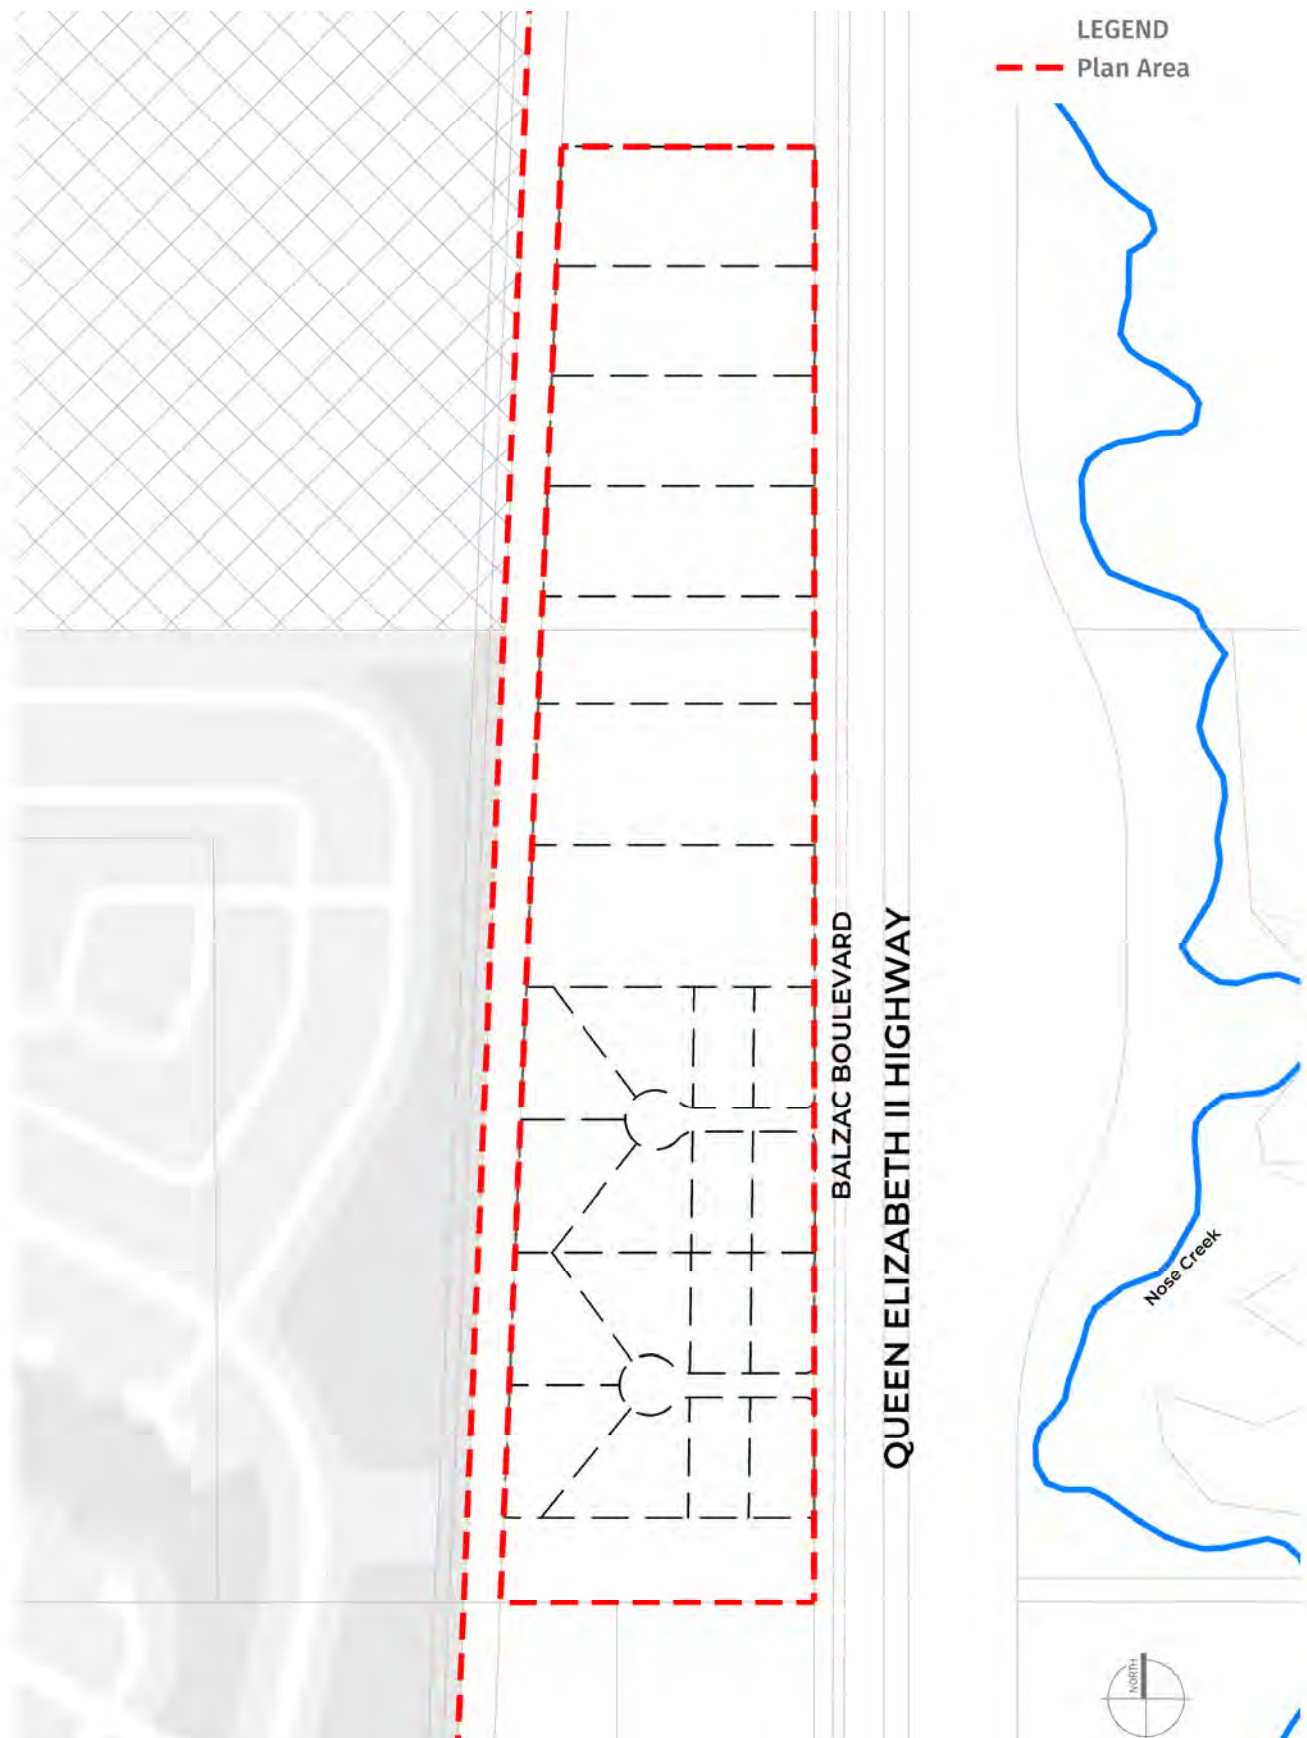 LEGEND
Plan Area
BALZAC BOULEVARD
QUEEN ELIZABETH II HIGHWAY
Nose Creek
NORTH